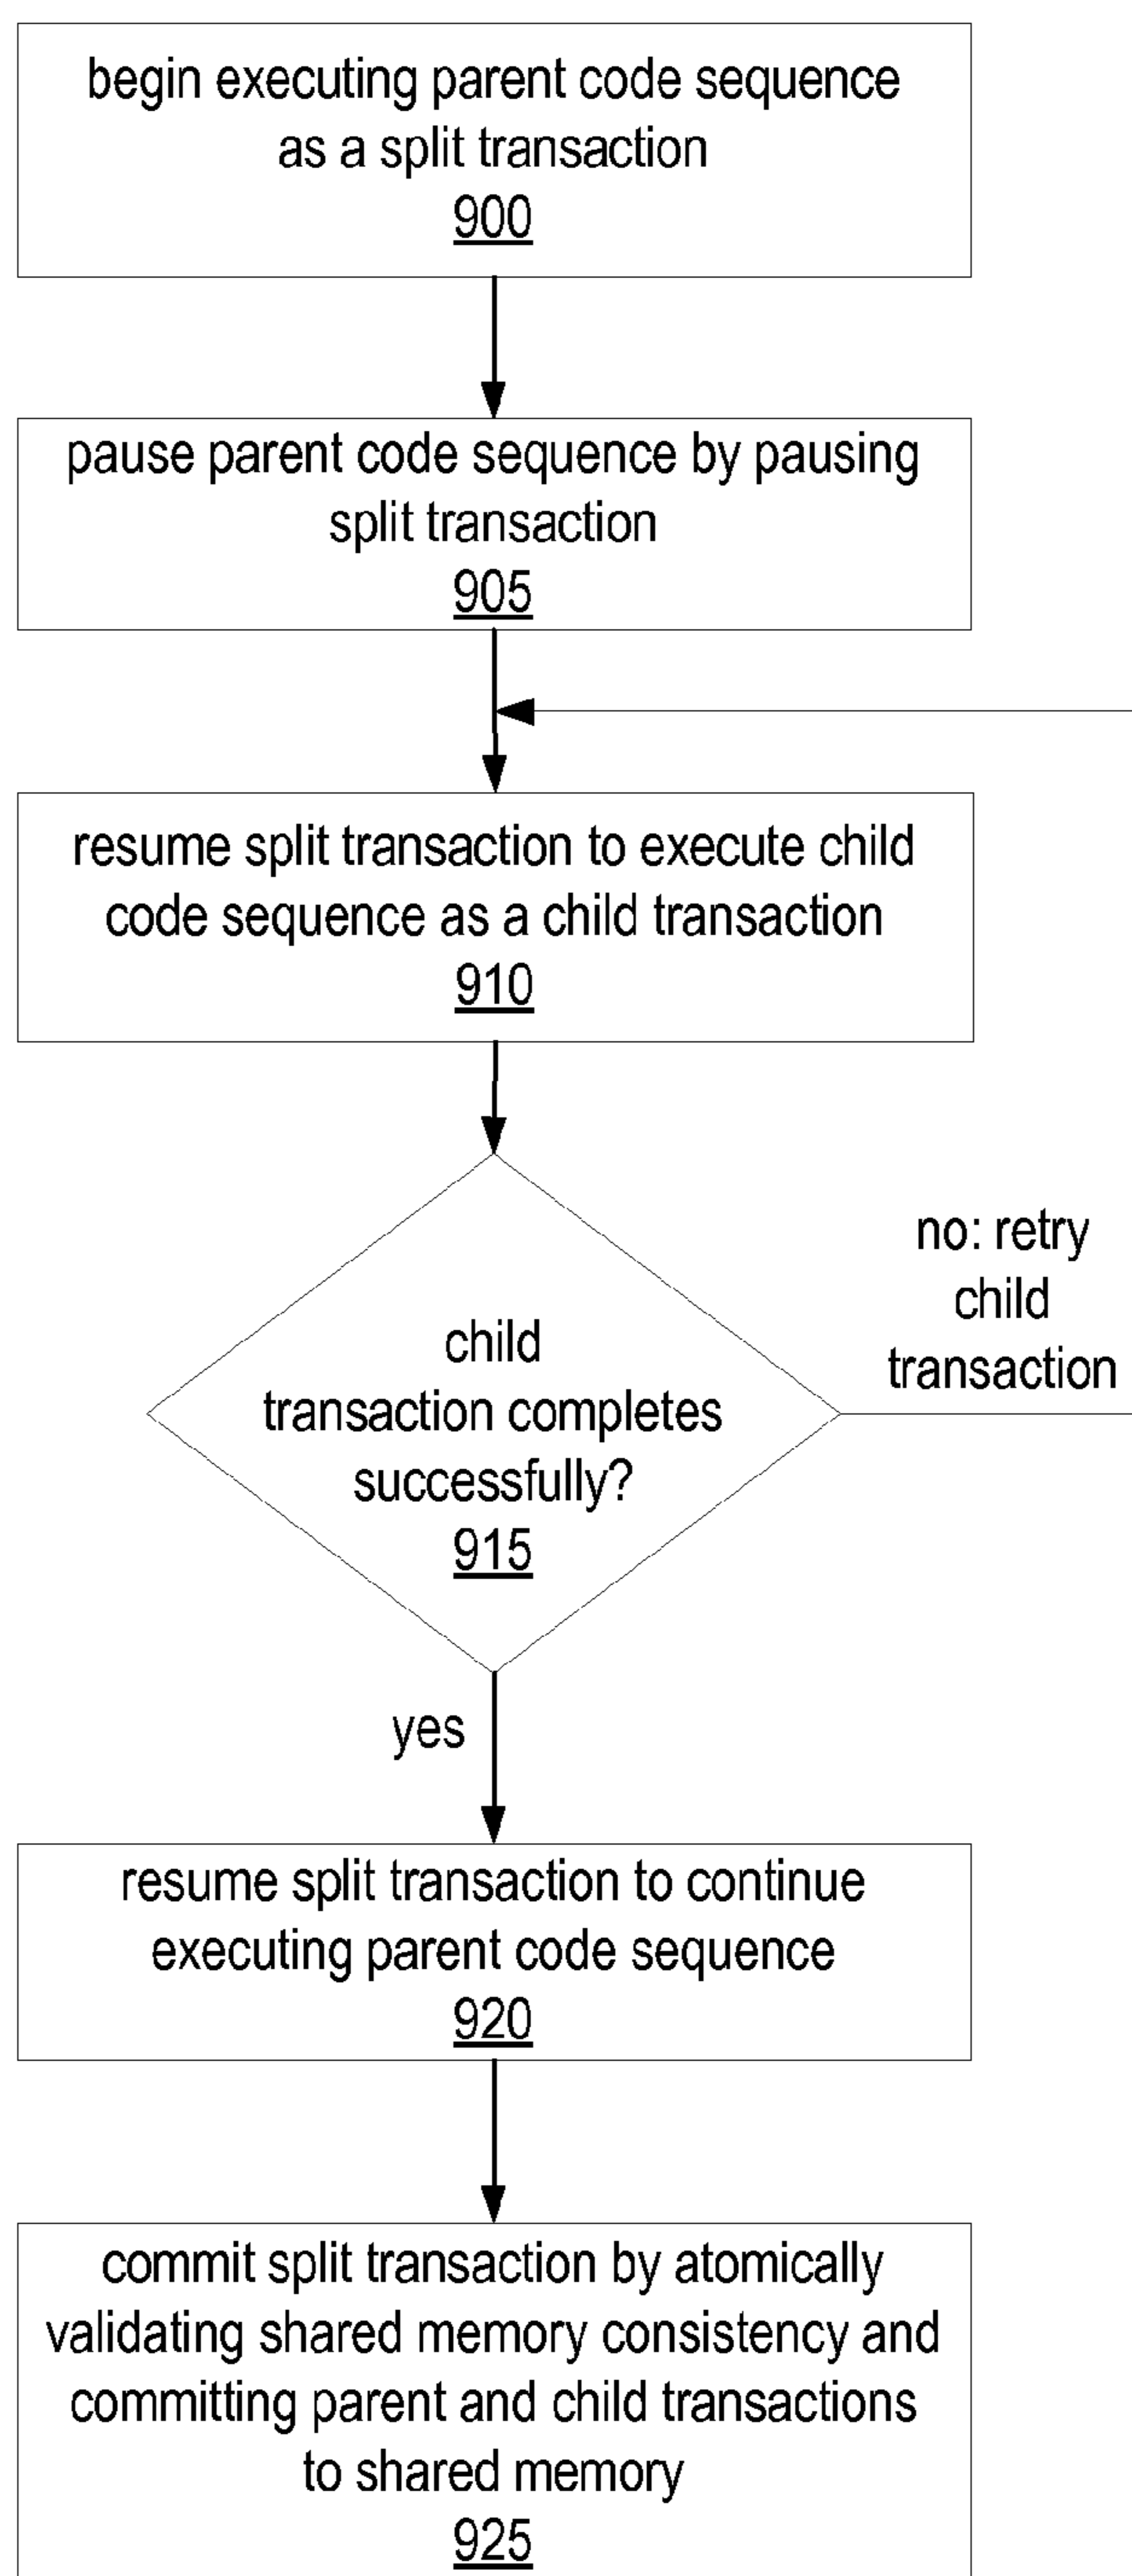 begin executing parent code sequence
as a split transaction
900
pause parent code sequence by pausing
split transaction
905
resume split transaction to execute child
code sequence as a child transaction
910
child
transaction completes
successfully?
915
no: retry
child
transaction
yes
resume split transaction to continue
executing parent code sequence
920
commit split transaction by atomically
validating shared memory consistency and
committing parent and child transactions
to shared memory
925